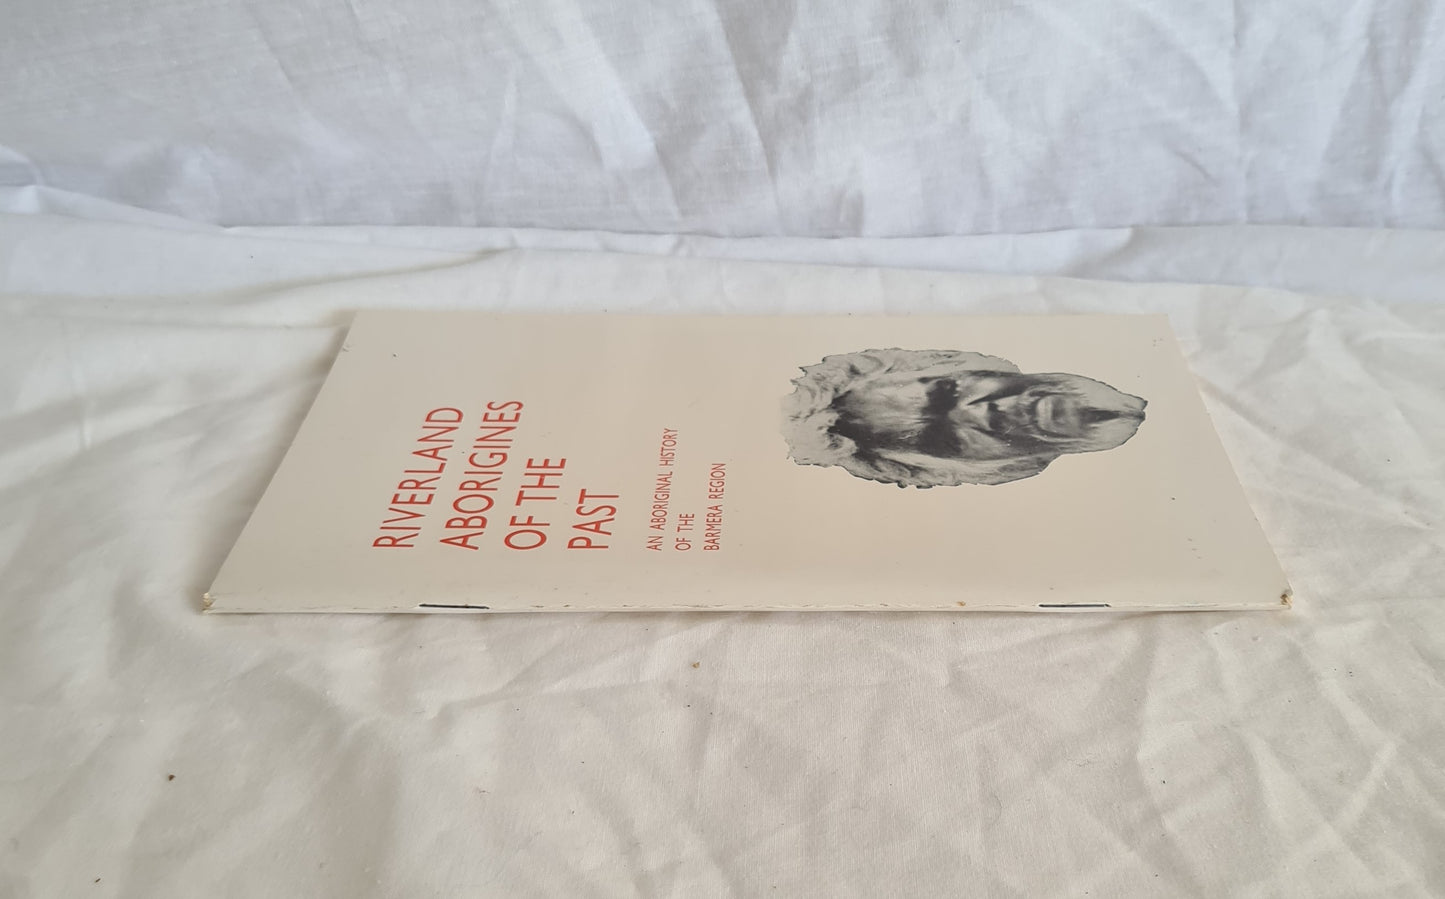 RIVERLAND
ABORIGINES
OF THE
PAST
AN ABORIGINAL HISTORY
OF THE
BARMERA REGION